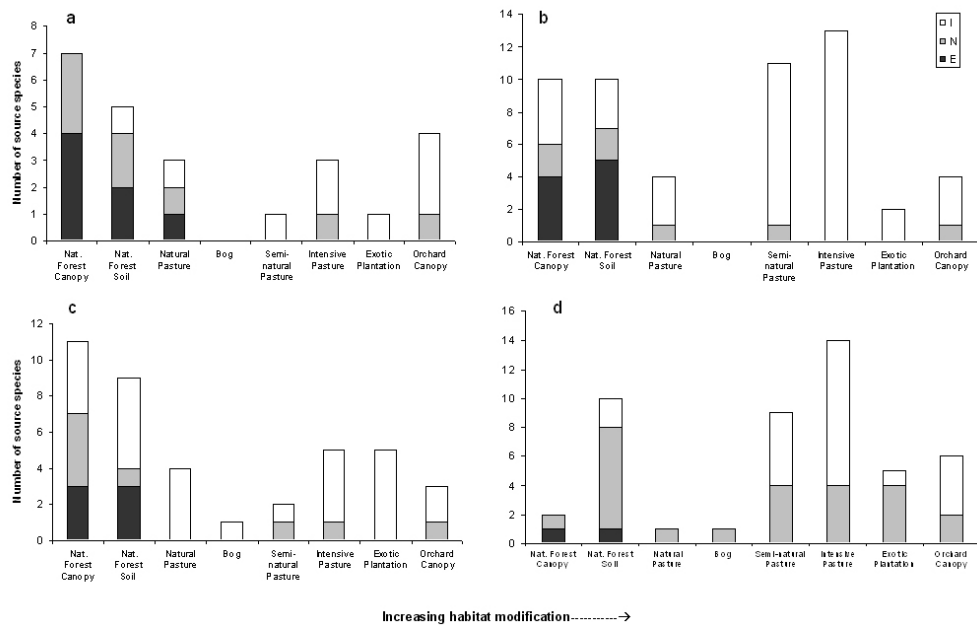 a
Number of source species
8
7
6
5
4
3
2
1
0
Nat. Forest Canopy
Nat. Forest Soil
Natural Pasture
Bog
Semi-natural Pasture
Intensive Pasture
Exotic Plantation
Orchard Canopy
b
14
12
10
8
6
4
2
0
Nat. Forest Canopy
Nat. Forest Soil
Natural Pasture
Bog
Semi-natural Pasture
Intensive Pasture
Exotic Plantation
Orchard Canopy
I
N
E
c
Number of source species
12
10
8
6
4
2
0
Nat. Forest Canopy
Nat. Forest Soil
Natural Pasture
Bog
Semi-natural Pasture
Intensive Pasture
Exotic Plantation
Orchard Canopy
d
16
14
12
10
8
6
4
2
0
Nat. Forest Canopy
Nat. Forest Soil
Natural Pasture
Bog
Semi-natural Pasture
Intensive Pasture
Exotic Plantation
Orchard Canopy
Increasing habitat modification----------→